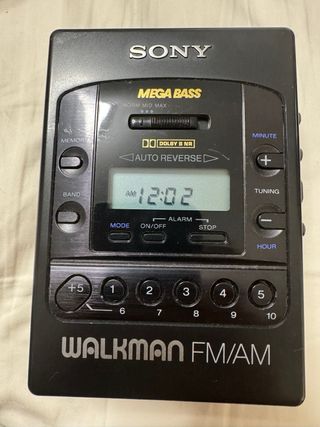 SONY
MEGA BASS
NORM MID MAX
DOLBY B NR
AUTO REVERSE
MEMORY
MINUTE
+
BAND
AM 12:02
TUNING
−
HOUR
ALARM
MODE ON/OFF STOP
+5 1 2 3 4 5
6 7 8 9 10
WALKMAN FM/AM